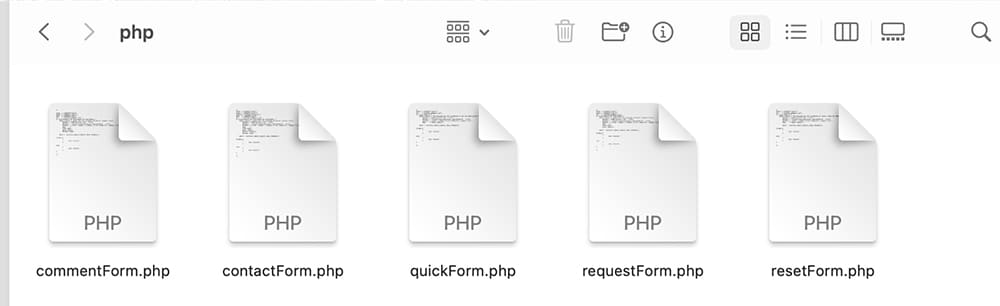 php
PHP
PHP
PHP
PHP
PHP
commentForm.php
contactForm.php
quickForm.php
requestForm.php
resetForm.php